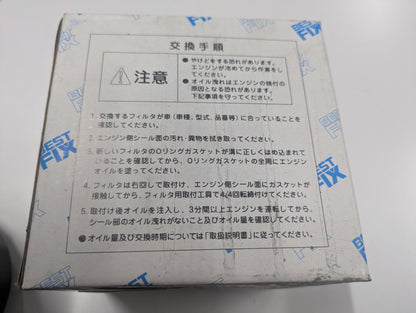 交換手順
注意
● やけどをする恐れがあります。
エンジンが冷めてから作業をし
てください。
● オイル洩れはエンジンの焼付の
原因となる恐れがあります。
下記事項を守ってください。
1. 交換するフィルタが車（車種、型式、品番等）に合っていることを
確認してください。
2. エンジン側シール面の汚れ・異物を拭き取ってください。
3. 新しいフィルタのOリングガスケットが溝に正しくはめ込まれて
いることを確認してから、Oリングガスケットの全周にエンジン
オイルを塗ってください。
4. フィルタは右回しで取付け、エンジン側シール面にガスケットが
接触してから、フィルタ用取付工具で4/4回転締付けてください。
5. 取付け後オイルを注入し、3分間以上エンジンを運転してから、
シール部のオイル洩れがないこと及びオイル量を確認してください。
● オイル量及び交換時期については「取扱説明書」に従ってください。
BEST
FIX
BEST
FIX
BEST
FIX